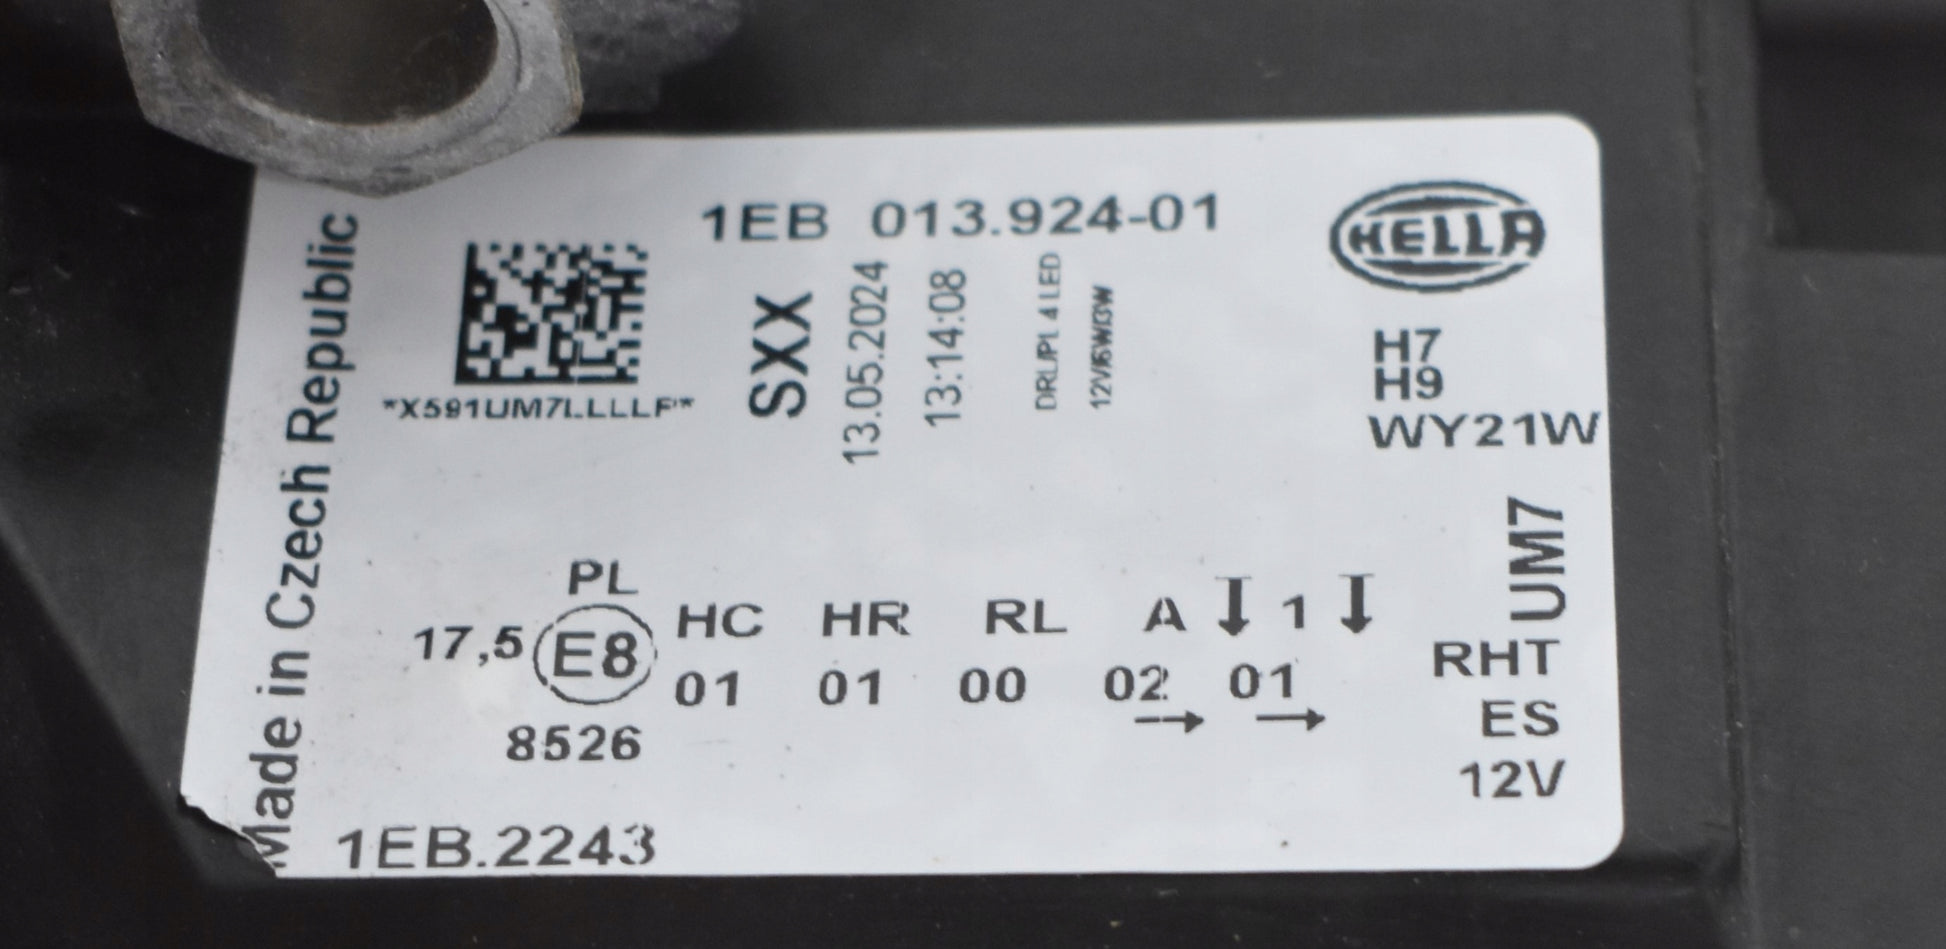 Made in Czech Republic
1EB 013.924-01
HELLA
*X591UM7LLLLF*
SXX
13.05.2024
13:14:08
DRL/PL 4 LED
12V/6W/3W
H7
H9
WY21W
UM7
PL
17,5 E8 HC HR RL A 1
01 01 00 02 01
8526
RHT
ES
12V
1EB.2243